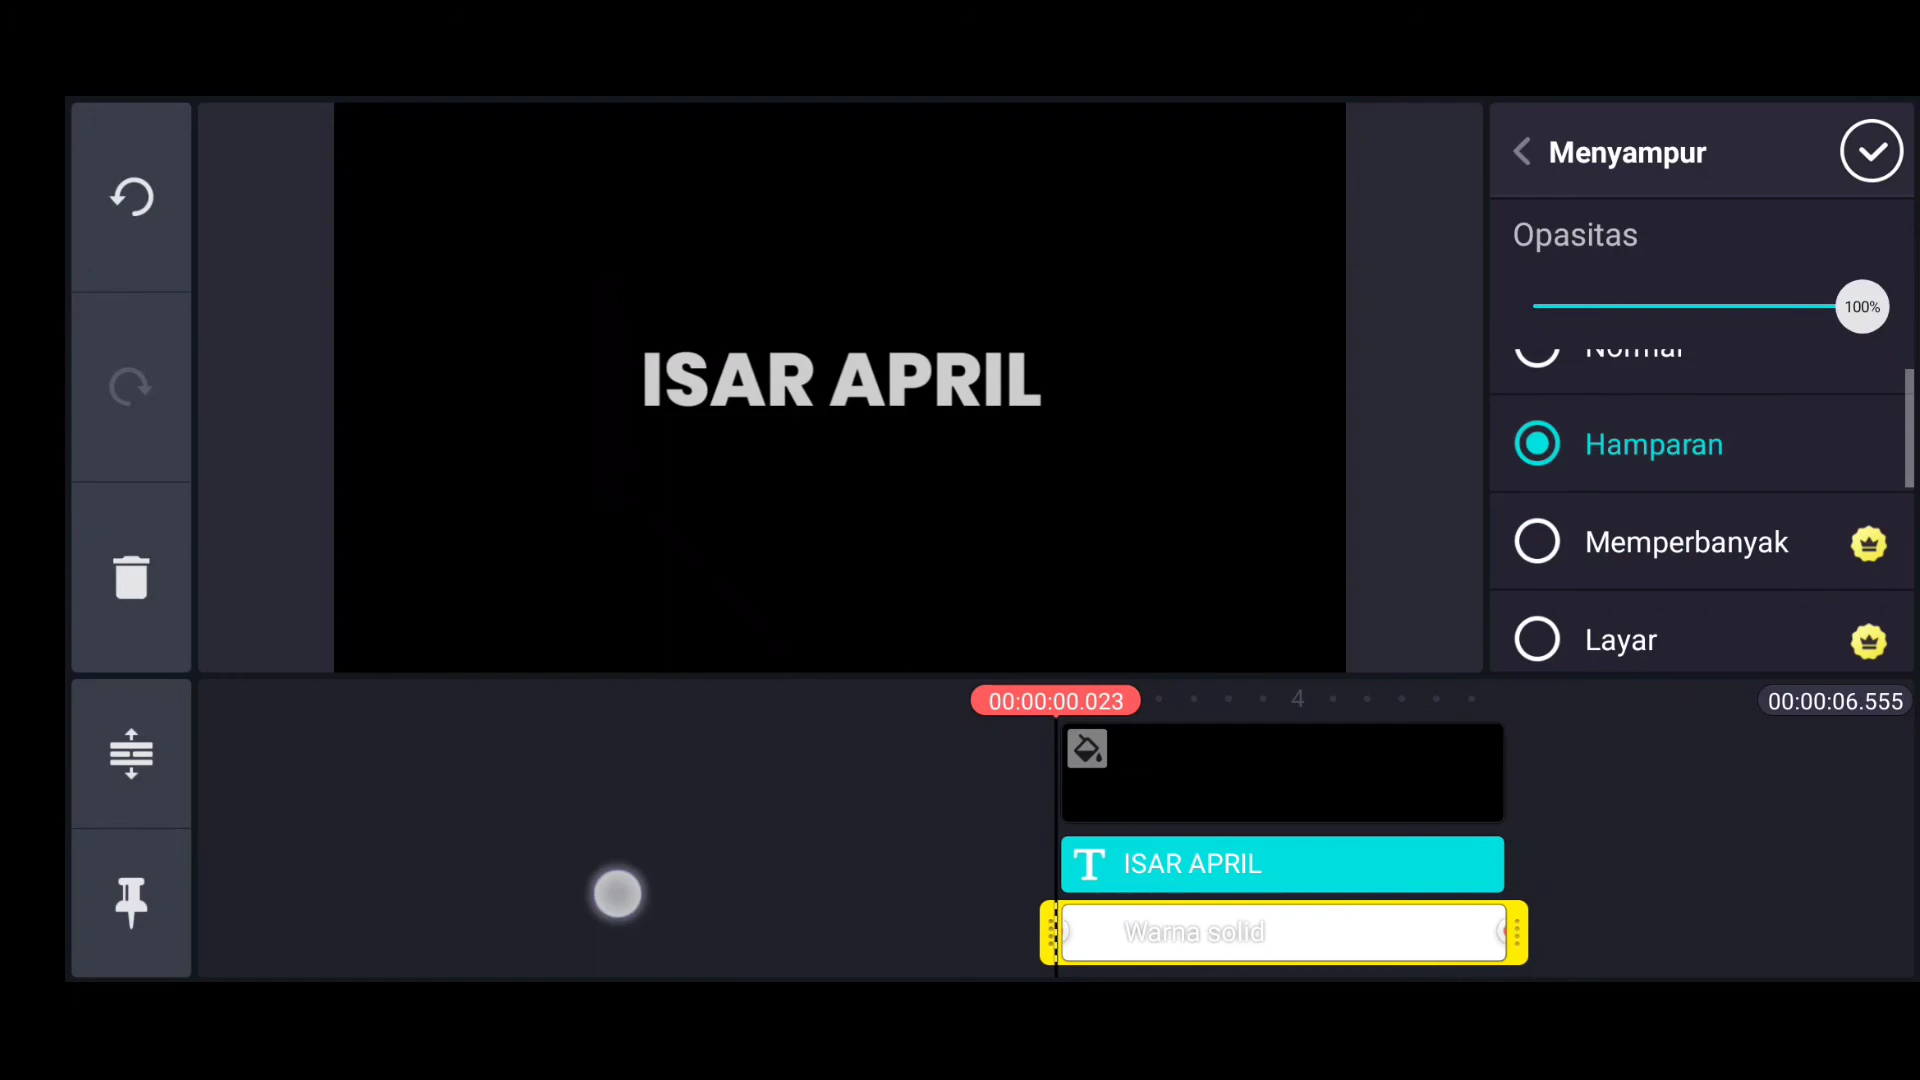 Menyampur
Opasitas
100%
Normal
Hamparan
Memperbanyak
Layar
ISAR APRIL
00:00:00.023
4
00:00:06.555
T ISAR APRIL
Warna solid